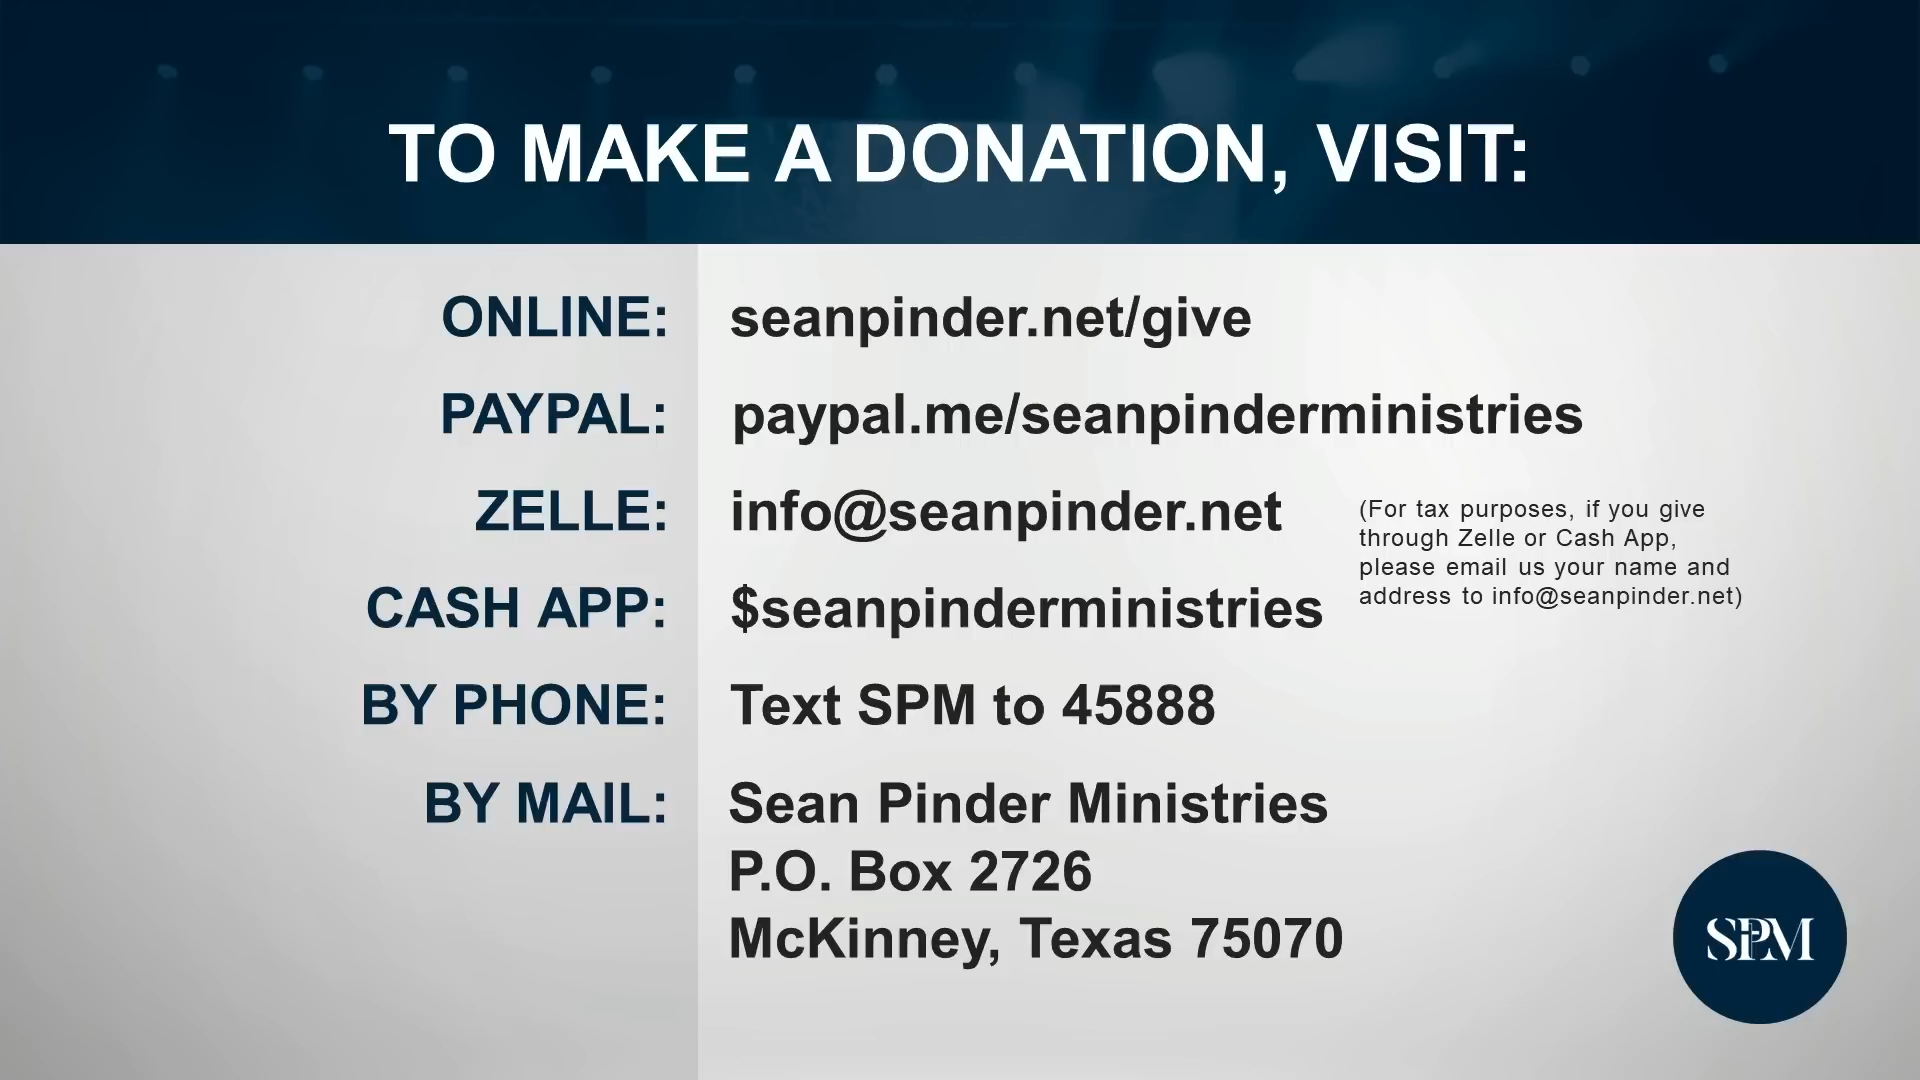 TO MAKE A DONATION, VISIT:
ONLINE: seanpinder.net/give
PAYPAL: paypal.me/seanpinderministries
ZELLE: info@seanpinder.net
(For tax purposes, if you give
through Zelle or Cash App,
please email us your name and
address to info@seanpinder.net)
CASH APP: $seanpinderministries
BY PHONE: Text SPM to 45888
BY MAIL: Sean Pinder Ministries
P.O. Box 2726
McKinney, Texas 75070
SPM